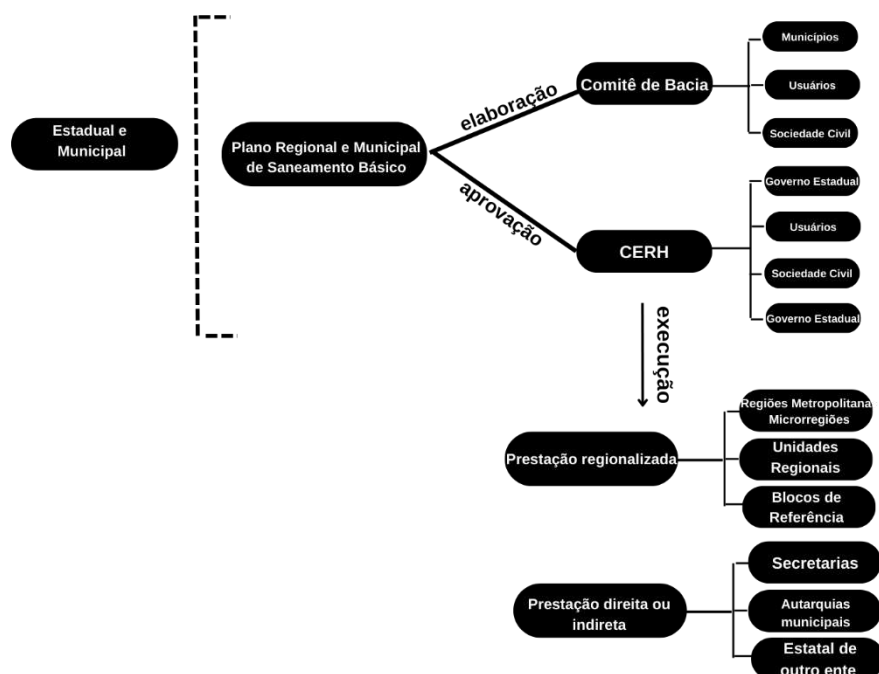 Estadual e
Municipal
Plano Regional e Municipal
de Saneamento Básico
elaboração
aprovação
Comitê de Bacia
Municípios
Usuários
Sociedade Civil
CERH
Governo Estadual
Usuários
Sociedade Civil
Governo Estadual
execução
Prestação regionalizada
Regiões Metropolitana
Microrregiões
Unidades
Regionais
Blocos de
Referência
Prestação direita ou
indireta
Secretarias
Autarquias
municipais
Estatal de
outro ente